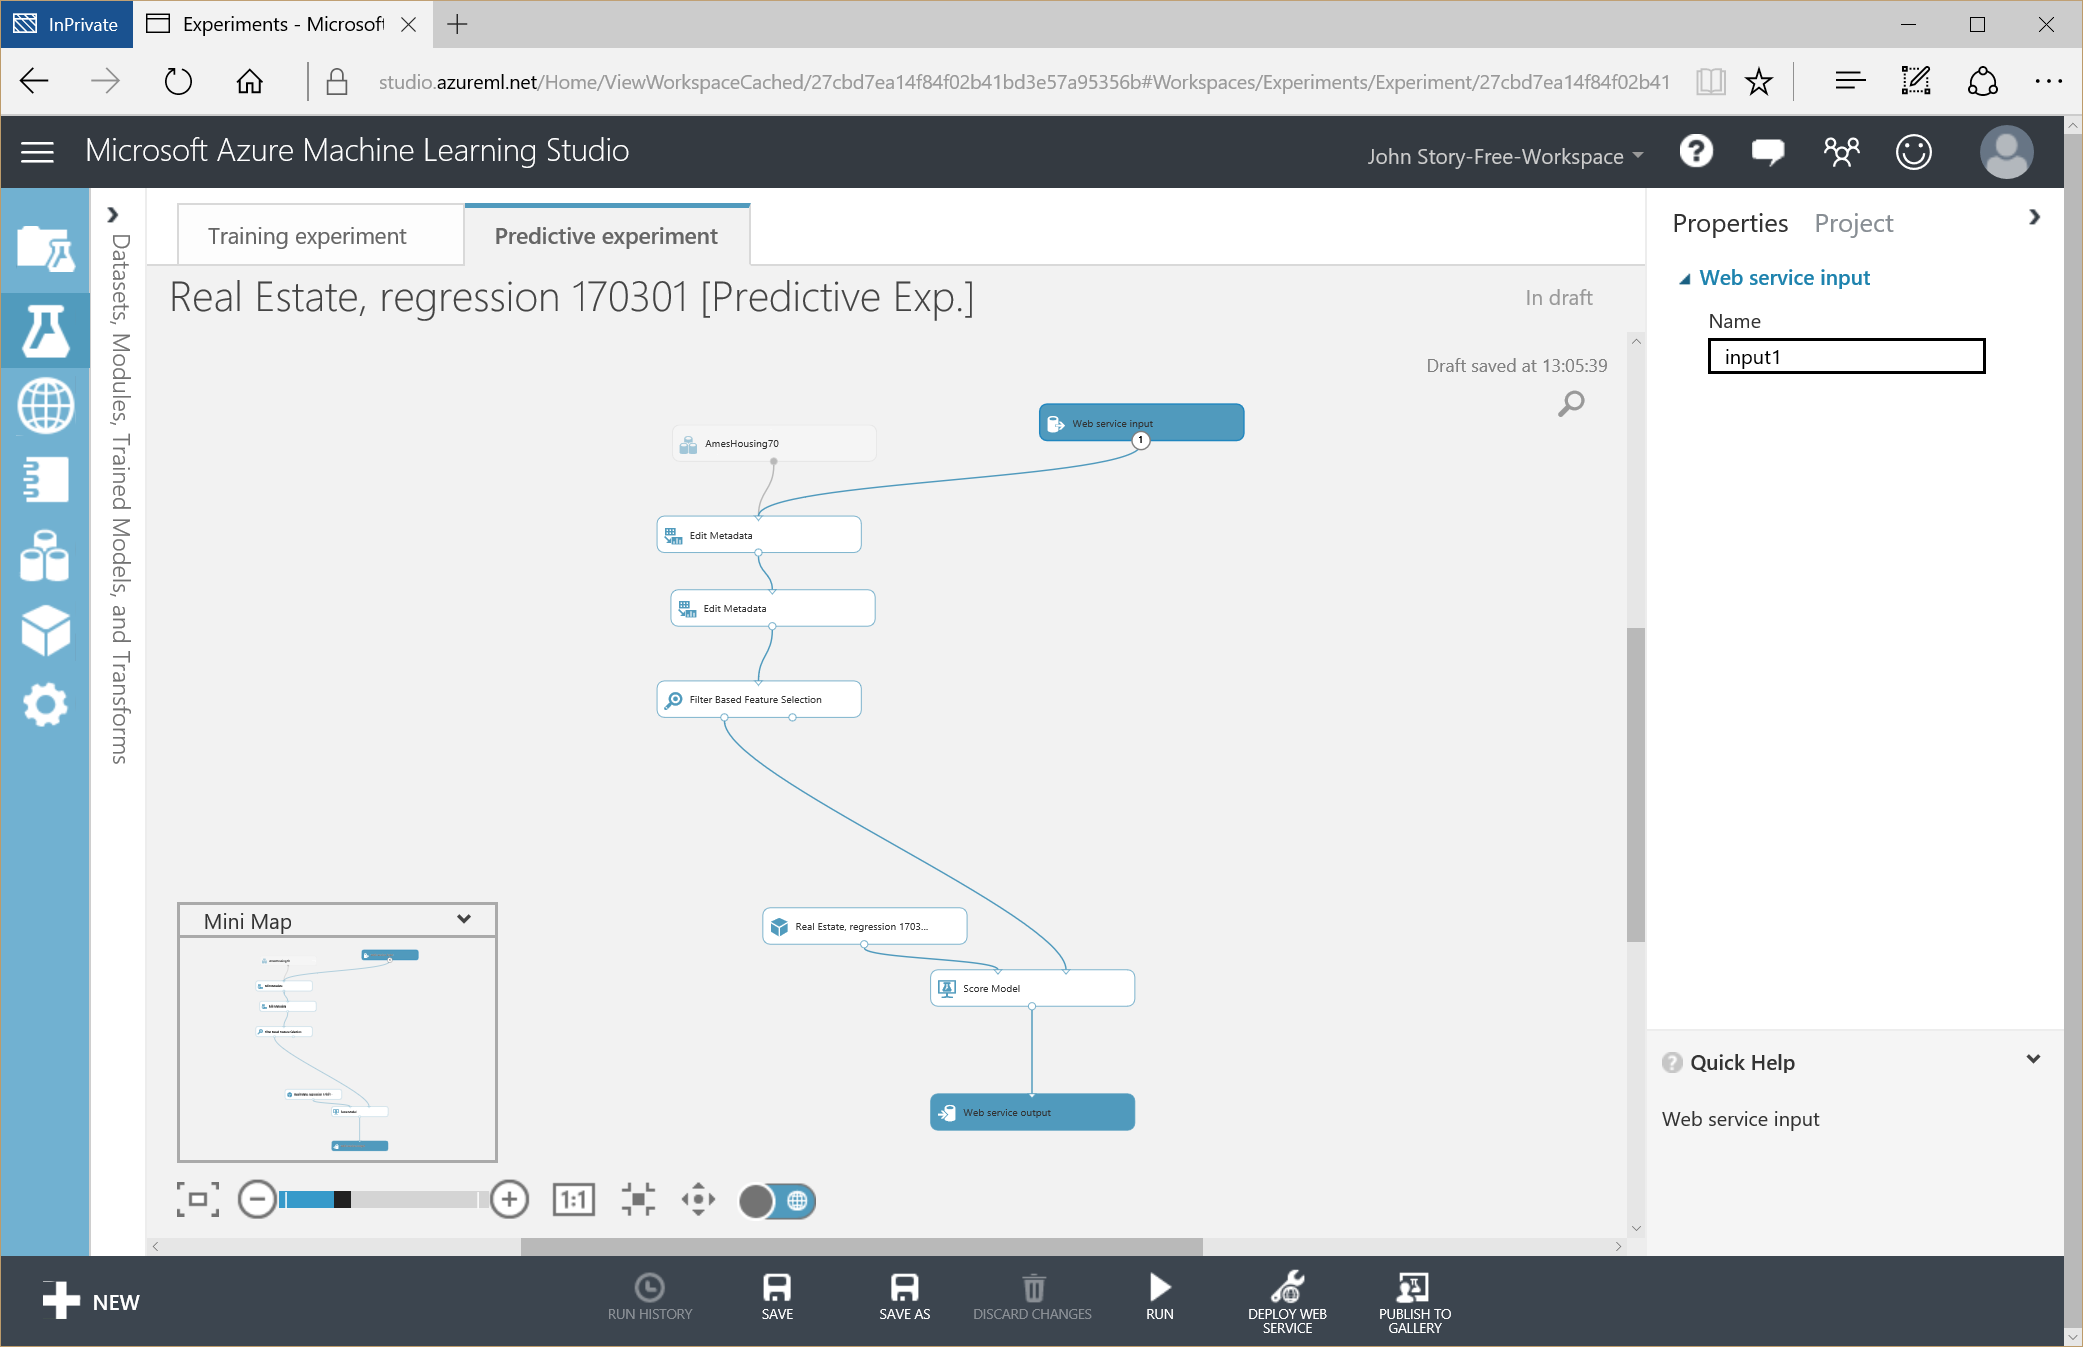 InPrivate
Experiments - Microsoft
studio.azureml.net/Home/ViewWorkspaceCached/27cbd7ea14f84f02b41bd3e57a95356b#Workspaces/Experiments/Experiment/27cbd7ea14f84f02b41
Microsoft Azure Machine Learning Studio
John Story-Free-Workspace
Datasets, Modules, Trained Models, and Transforms
Training experiment
Predictive experiment
Real Estate, regression 170301 [Predictive Exp.]
In draft
Draft saved at 13:05:39
Web service input
1
AmesHousing70
Edit Metadata
Edit Metadata
Filter Based Feature Selection
Real Estate, regression 1703...
Score Model
Web service output
Mini Map
1:1
Properties
Project
Web service input
Name
input1
Quick Help
Web service input
NEW
RUN HISTORY
SAVE
SAVE AS
DISCARD CHANGES
RUN
DEPLOY WEB
SERVICE
PUBLISH TO
GALLERY